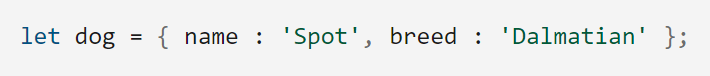 let dog = { name : 'Spot', breed : 'Dalmatian' };